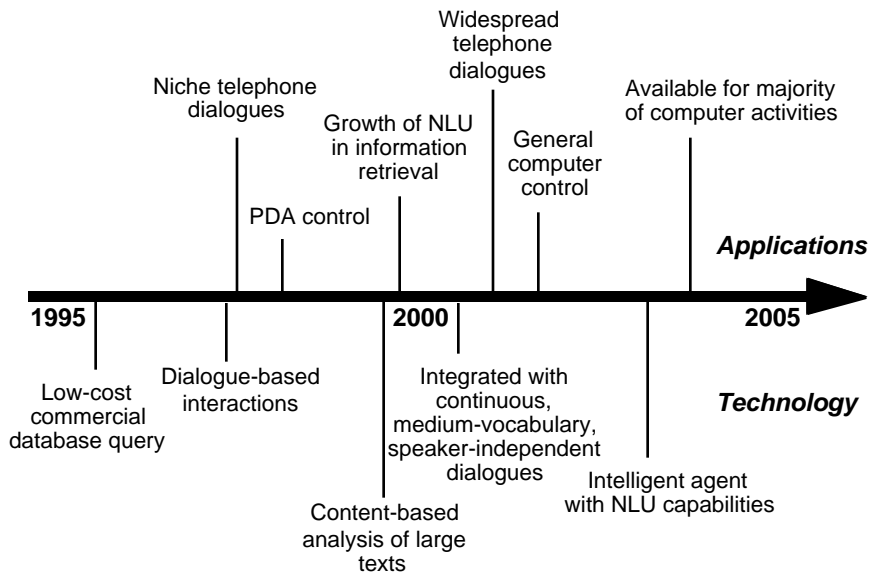 Widespread
telephone
dialogues
Niche telephone
dialogues
Available for majority
of computer activities
Growth of NLU
in information
retrieval
General
computer
control
PDA control
Applications
1995
2000
2005
Low-cost
commercial
database query
Dialogue-based
interactions
Integrated with
continuous,
medium-vocabulary,
speaker-independent
dialogues
Technology
Intelligent agent
with NLU capabilities
Content-based
analysis of large
texts